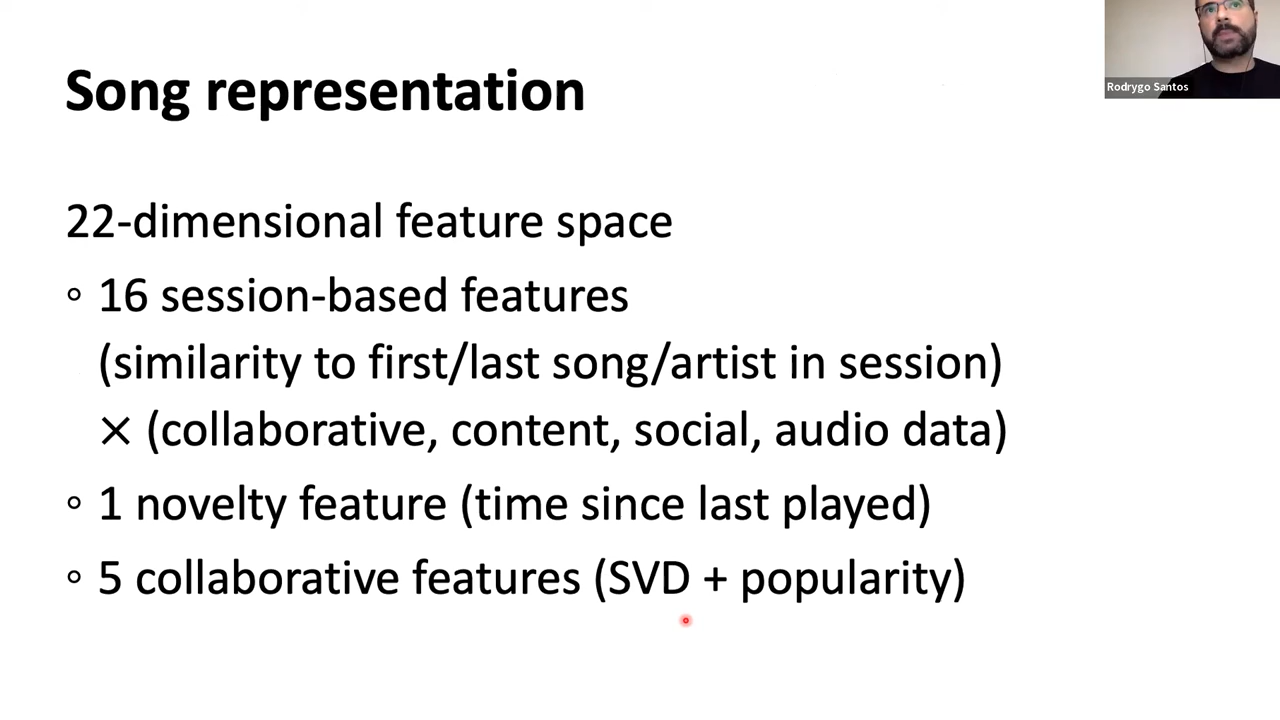 Song representation
Rodrygo Santos
22-dimensional feature space
◦ 16 session-based features
(similarity to first/last song/artist in session)
× (collaborative, content, social, audio data)
◦ 1 novelty feature (time since last played)
◦ 5 collaborative features (SVD + popularity)